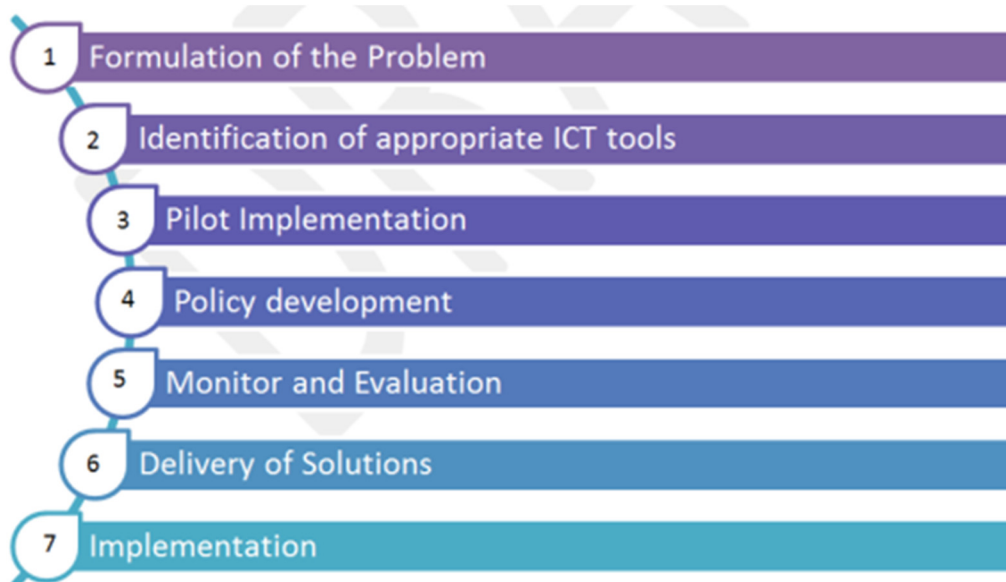 1 Formulation of the Problem
2 Identification of appropriate ICT tools
3 Pilot Implementation
4 Policy development
5 Monitor and Evaluation
6 Delivery of Solutions
7 Implementation